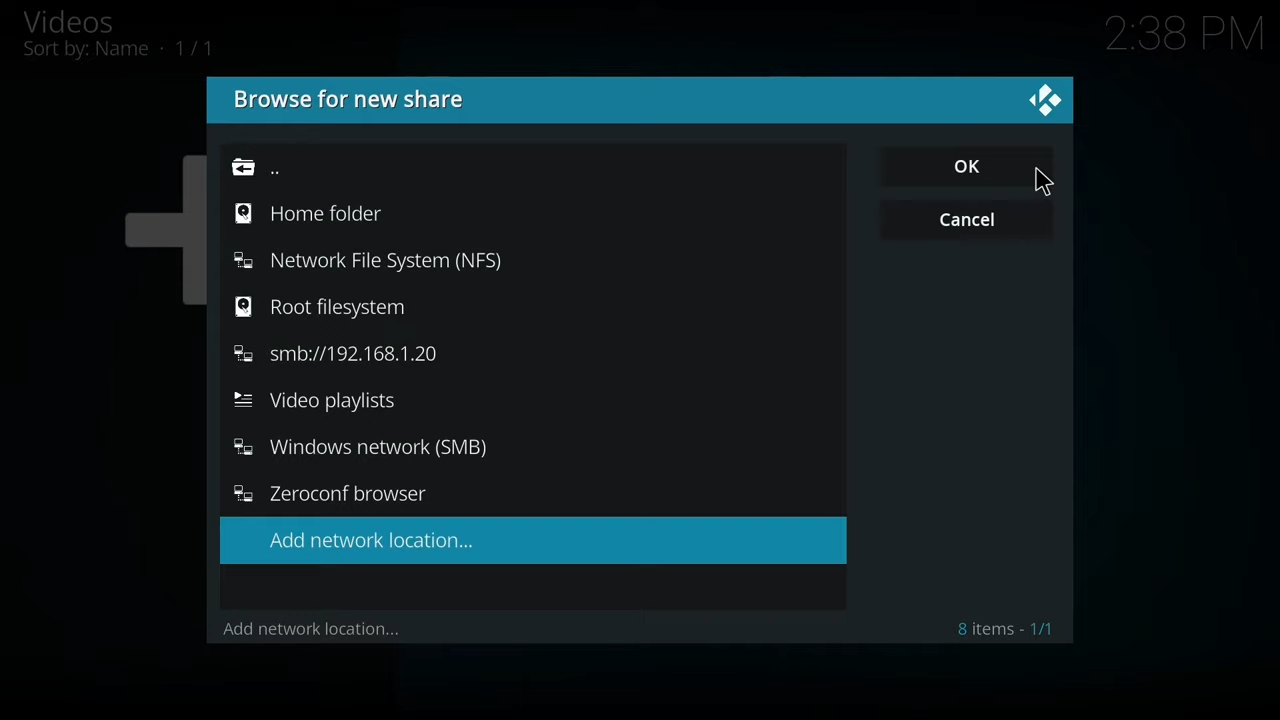 Videos
Sort by: Name · 1 / 1
2:38 PM
Browse for new share
..
Home folder
Network File System (NFS)
Root filesystem
smb://192.168.1.20
Video playlists
Windows network (SMB)
Zeroconf browser
Add network location...
OK
Cancel
Add network location...
8 items - 1/1